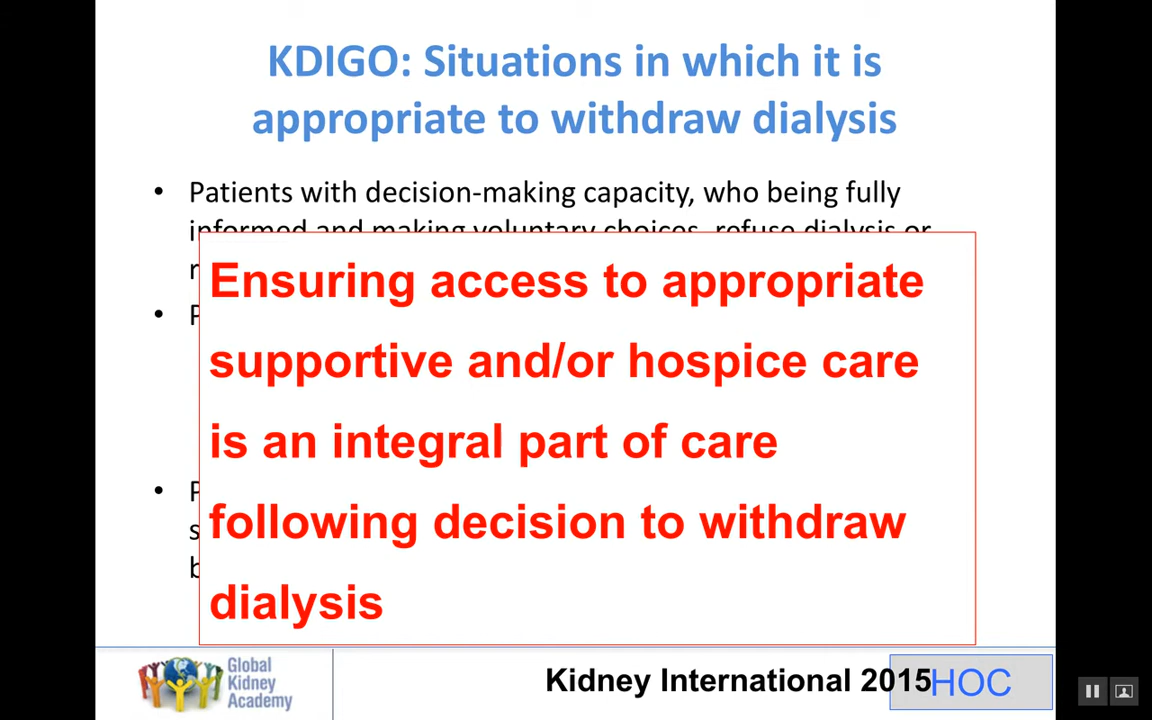 KDIGO: Situations in which it is
appropriate to withdraw dialysis
• Patients with decision-making capacity, who being fully
informed and making voluntary choices, refuse dialysis or
Ensuring access to appropriate
supportive and/or hospice care
is an integral part of care
following decision to withdraw
dialysis
Global
Kidney
Academy
Kidney International 2015
HOC